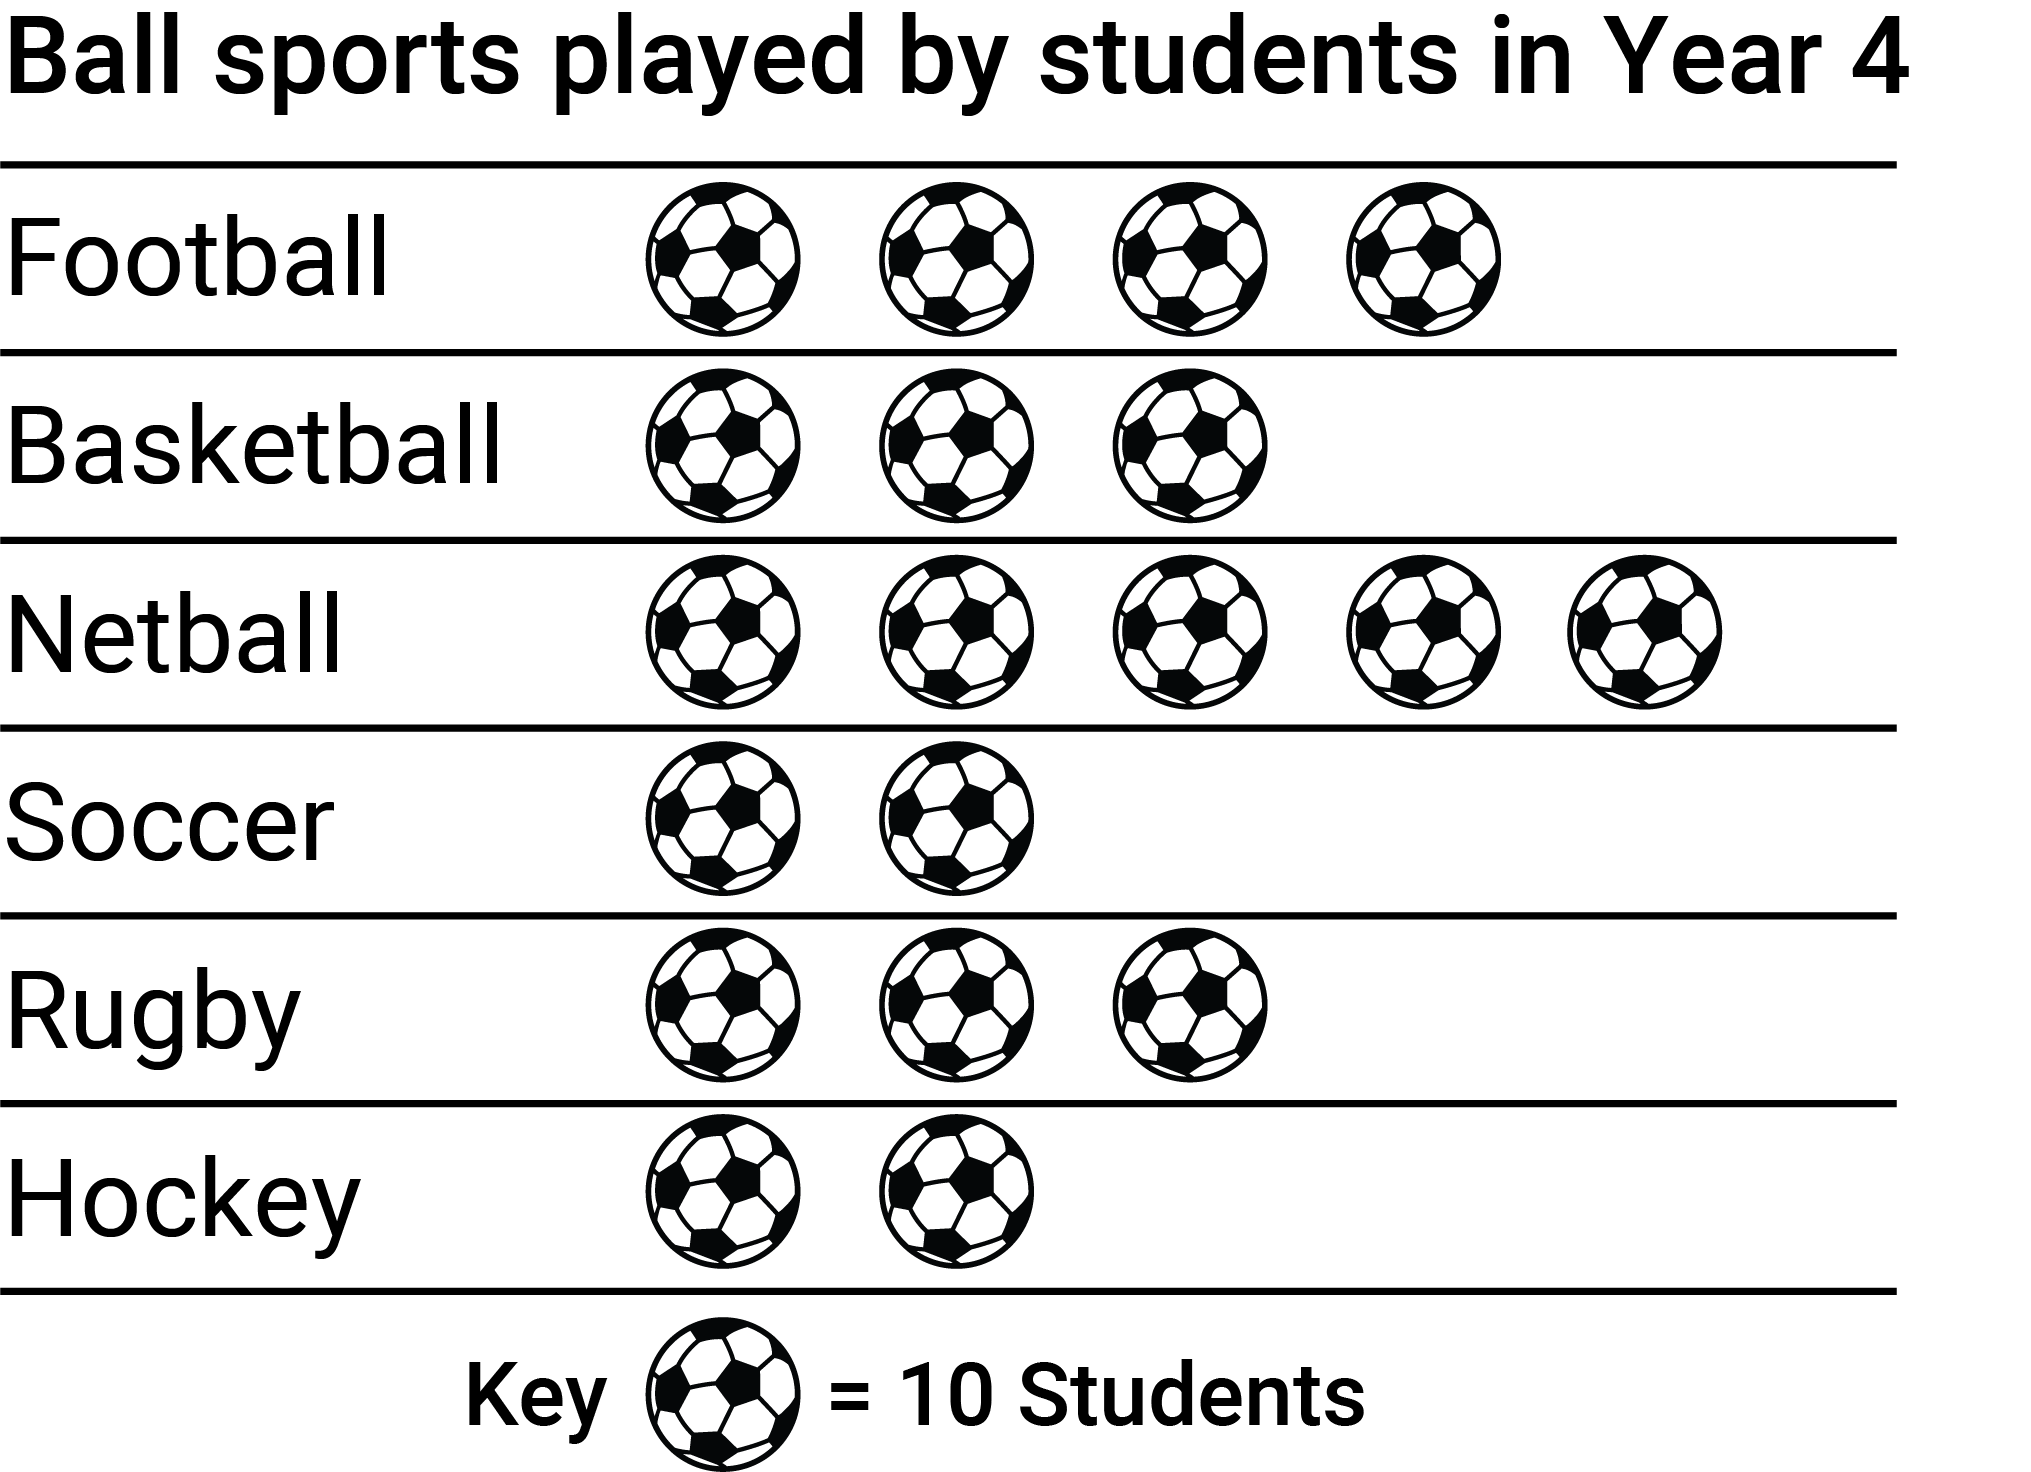 Ball sports played by students in Year 4
Football
Basketball
Netball
Soccer
Rugby
Hockey
Key = 10 Students